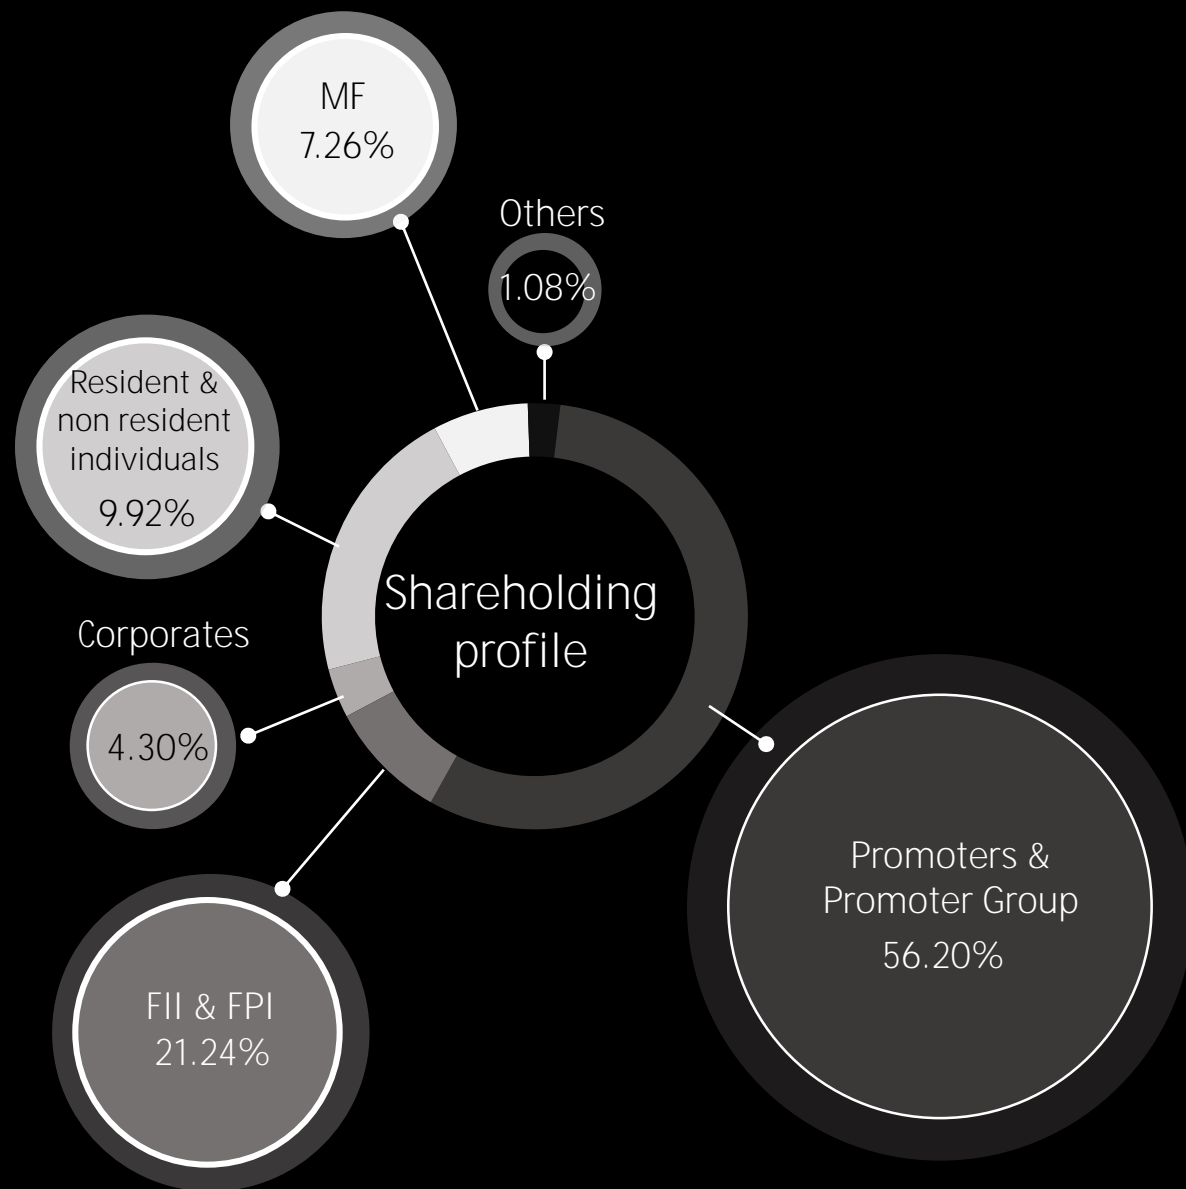 MF
7.26%
Others
1.08%
Resident &
non resident
individuals
9.92%
Shareholding
profile
Corporates
4.30%
Promoters &
Promoter Group
56.20%
FII & FPI
21.24%